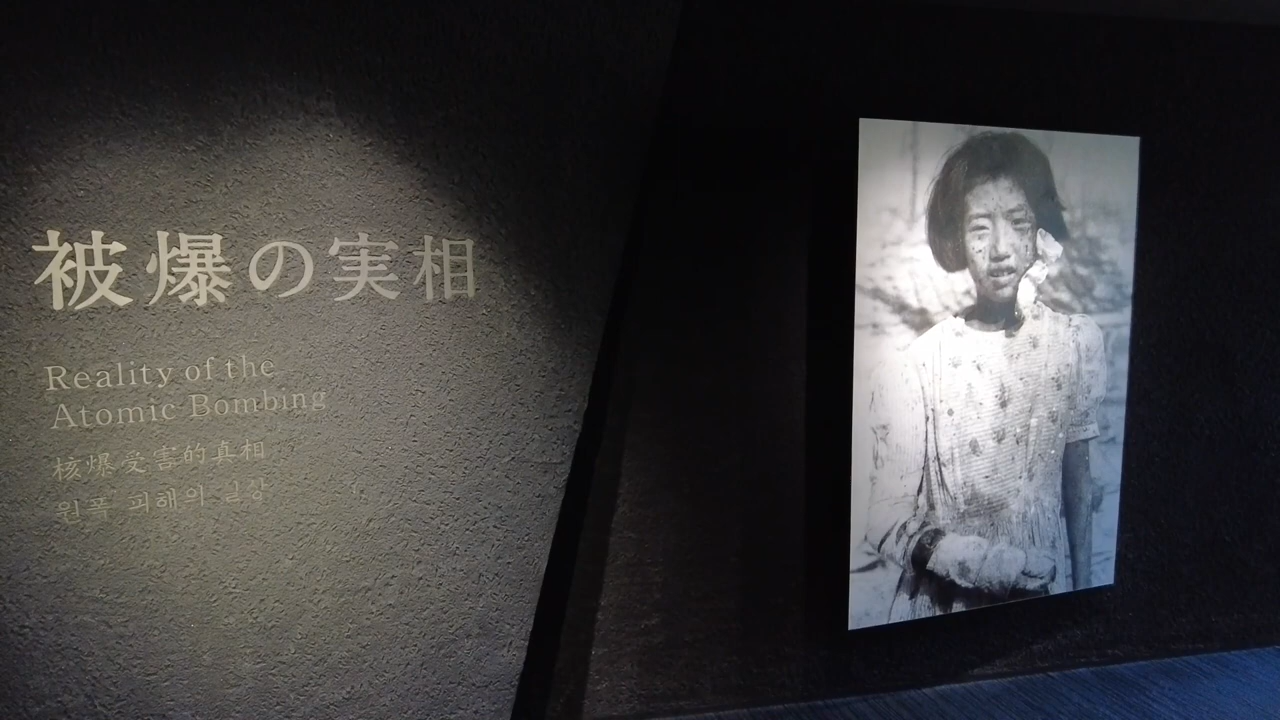 被爆の実相
Reality of the
Atomic Bombing
核爆受害的真相
원폭 피해의 실상